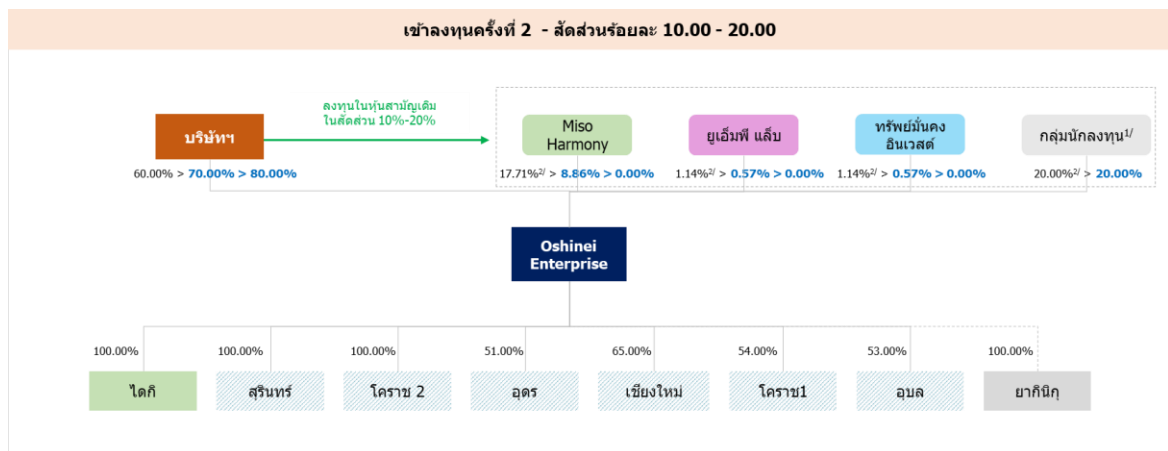 เข้าลงทุนครั้งที่ 2 - สัดส่วนร้อยละ 10.00 - 20.00
ลงทุนในหุ้นสามัญเดิม
ในสัดส่วน 10%-20%
บริษัทฯ
Miso
Harmony
ยูเอ็มพี แล็บ
ทรัพย์มั่นคง
อินเวสต์
กลุ่มนักลงทุน1/
60.00% > 70.00% > 80.00%
17.71%2/ > 8.86% > 0.00%
1.14%2/ > 0.57% > 0.00%
1.14%2/ > 0.57% > 0.00%
20.00%2/ > 20.00%
Oshinei
Enterprise
100.00%
100.00%
100.00%
51.00%
65.00%
54.00%
53.00%
100.00%
ไดกิ
สุรินทร์
โคราช 2
อุดร
เชียงใหม่
โคราช1
อุบล
ยากินิกุ